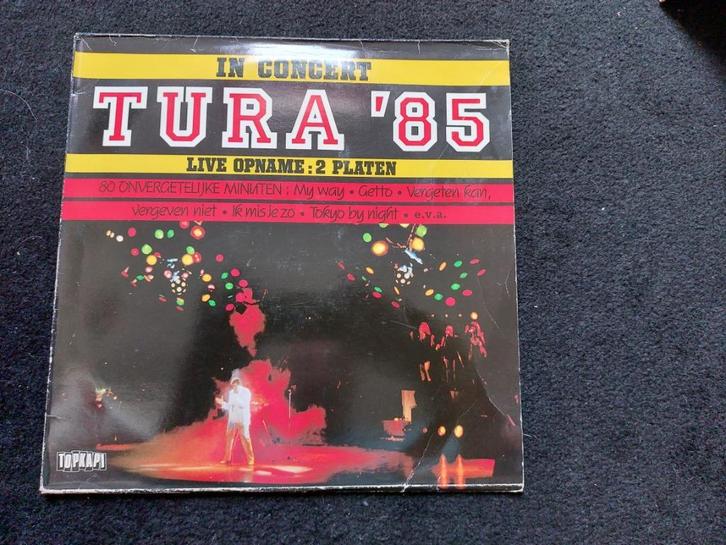 IN CONCERT
TURA '85
LIVE OPNAME : 2 PLATEN
80 ONVERGETELIJKE MINUTEN : My way • Getto • Vergeten kan,
vergeven niet • Ik mis je zo • Tokyo by night • e.v.a.
TOPKAPI